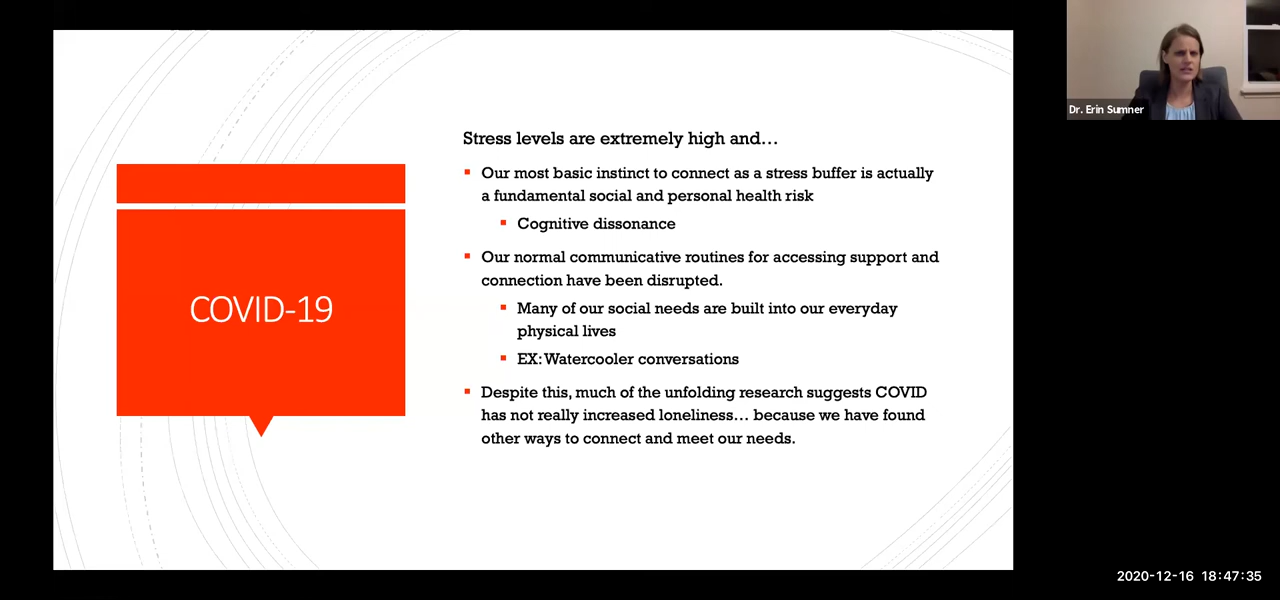 Dr. Erin Sumner
Stress levels are extremely high and…
Our most basic instinct to connect as a stress buffer is actually
a fundamental social and personal health risk
Cognitive dissonance
Our normal communicative routines for accessing support and
connection have been disrupted.
COVID-19
Many of our social needs are built into our everyday
physical lives
EX: Watercooler conversations
Despite this, much of the unfolding research suggests COVID
has not really increased loneliness… because we have found
other ways to connect and meet our needs.
2020-12-16 18:47:35